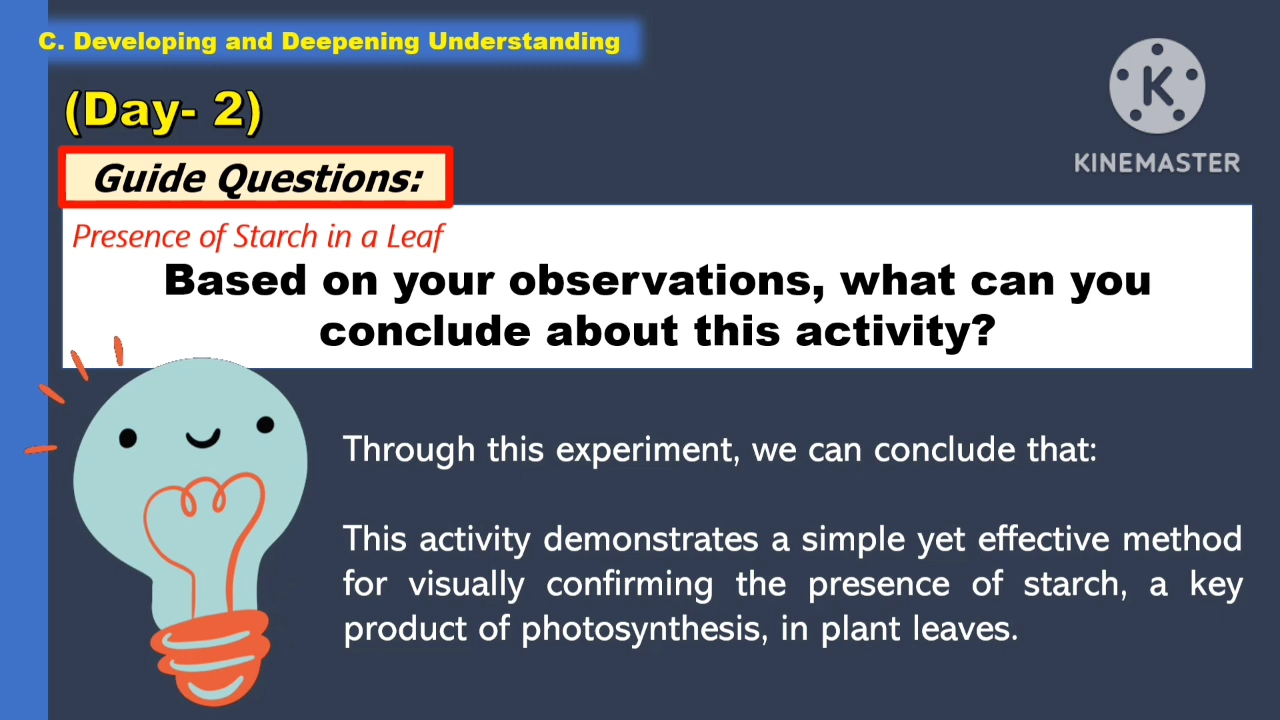 C. Developing and Deepening Understanding
(Day- 2)
K
KINEMASTER
Guide Questions:
Presence of Starch in a Leaf
Based on your observations, what can you
conclude about this activity?
Through this experiment, we can conclude that:
This activity demonstrates a simple yet effective method
for visually confirming the presence of starch, a key
product of photosynthesis, in plant leaves.